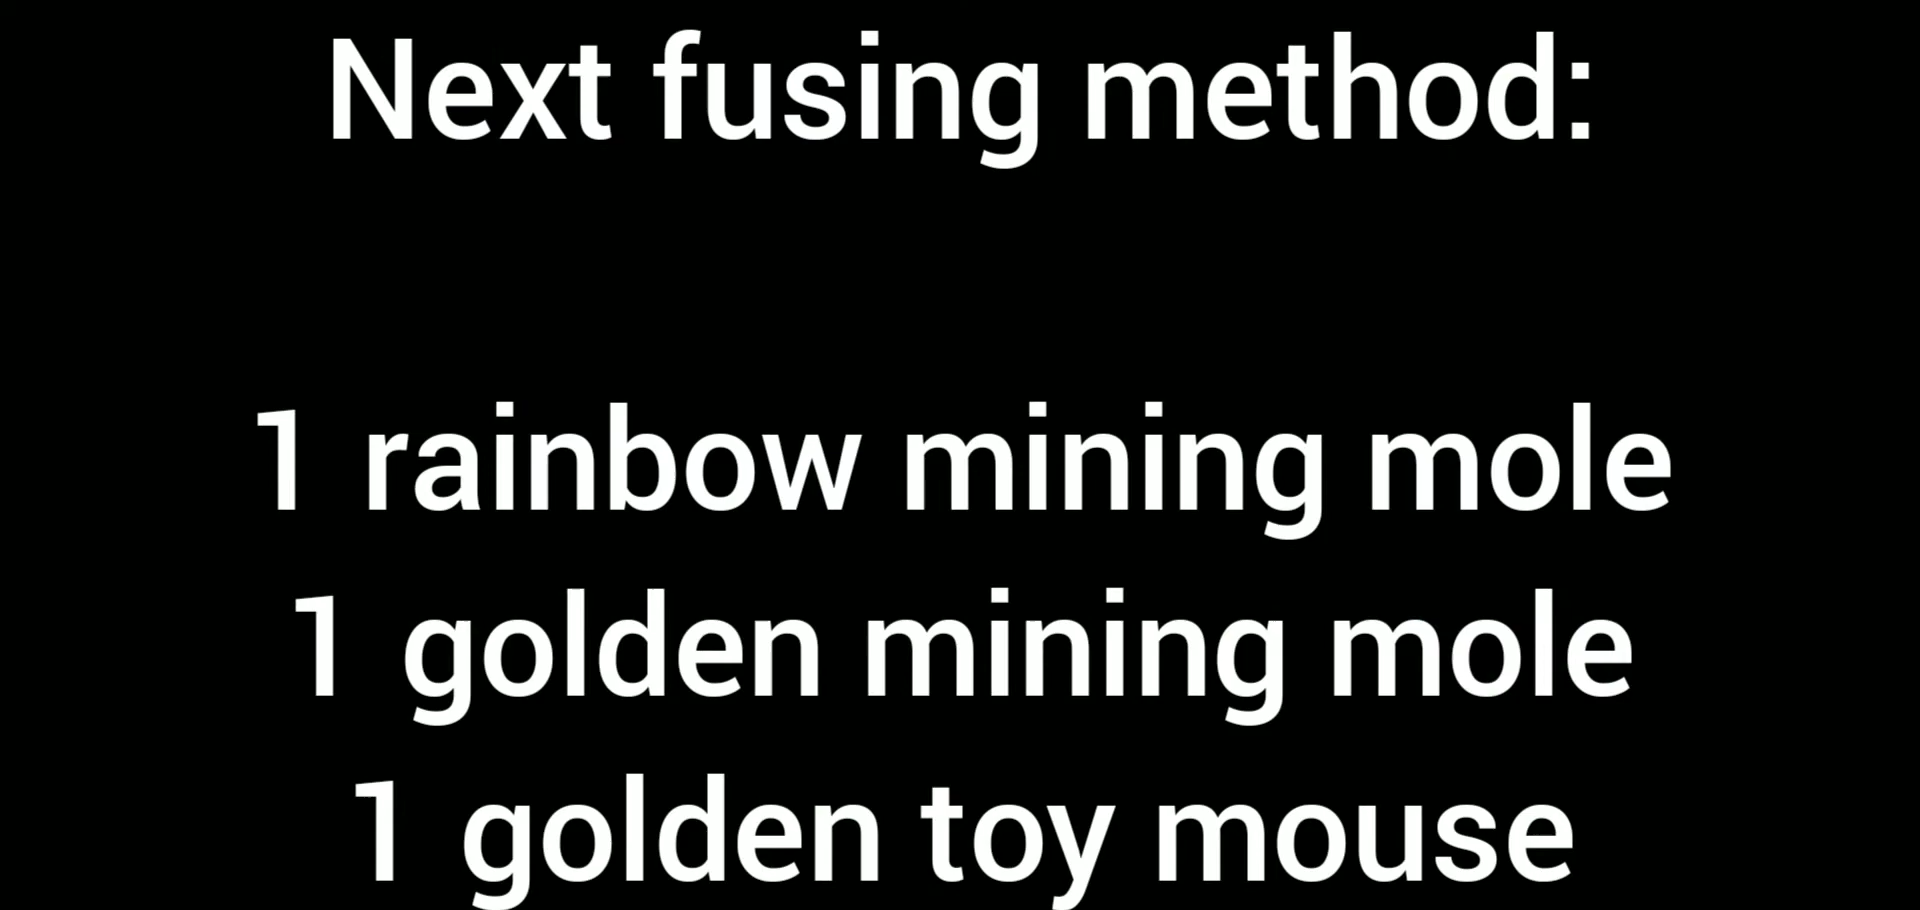 Next fusing method:
1 rainbow mining mole
1 golden mining mole
1 golden toy mouse